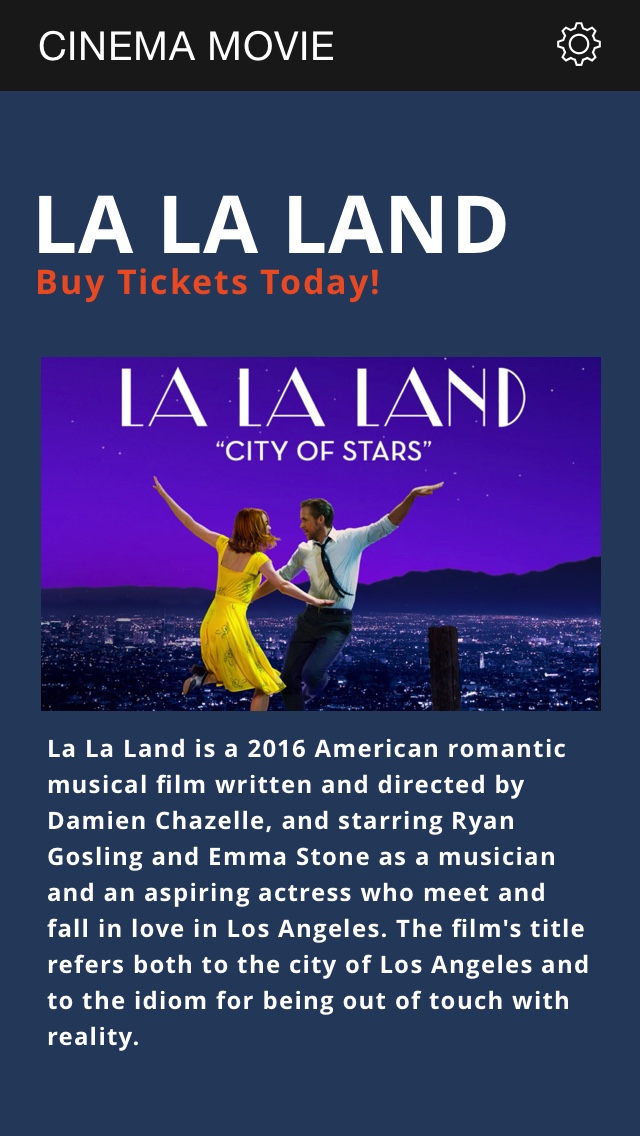 CINEMA MOVIE
LA LA LAND
Buy Tickets Today!
LA LA LAND
“CITY OF STARS”
La La Land is a 2016 American romantic
musical film written and directed by
Damien Chazelle, and starring Ryan
Gosling and Emma Stone as a musician
and an aspiring actress who meet and
fall in love in Los Angeles. The film's title
refers both to the city of Los Angeles and
to the idiom for being out of touch with
reality.